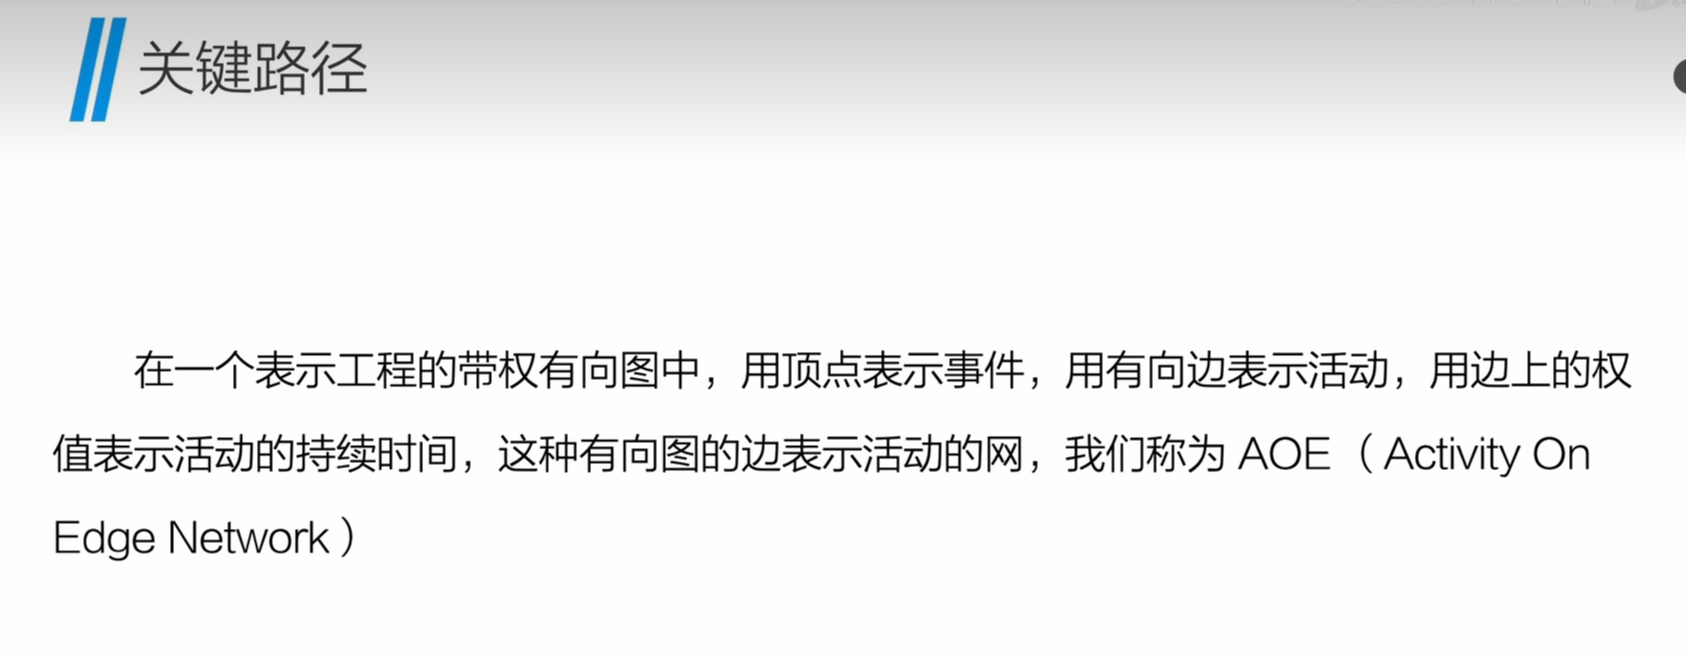 关键路径
在一个表示工程的带权有向图中，用顶点表示事件，用有向边表示活动，用边上的权
值表示活动的持续时间，这种有向图的边表示活动的网，我们称为 AOE（Activity On
Edge Network）